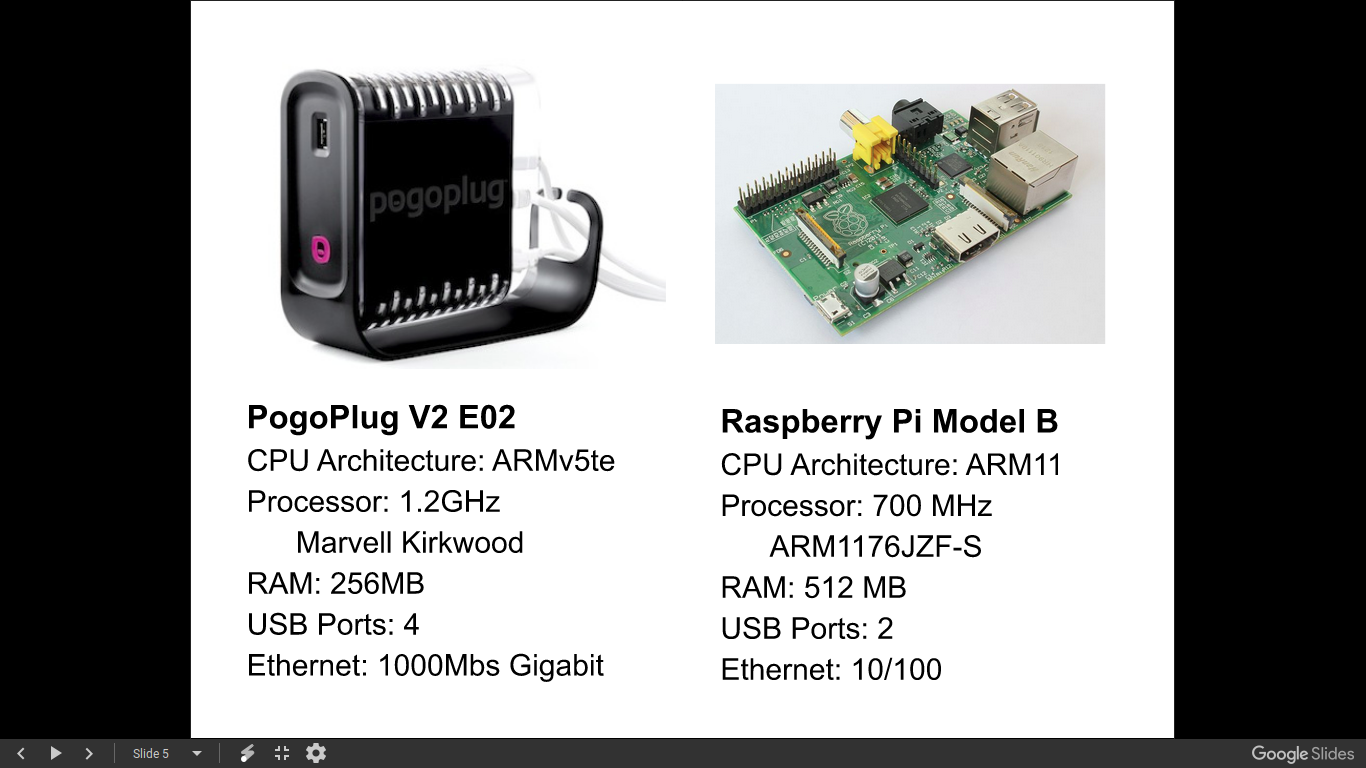 pogoplug
PogoPlug V2 E02
CPU Architecture: ARMv5te
Processor: 1.2GHz
Marvell Kirkwood
RAM: 256MB
USB Ports: 4
Ethernet: 1000Mbs Gigabit
Raspberry Pi Model B
CPU Architecture: ARM11
Processor: 700 MHz
ARM1176JZF-S
RAM: 512 MB
USB Ports: 2
Ethernet: 10/100
Slide 5
Google Slides